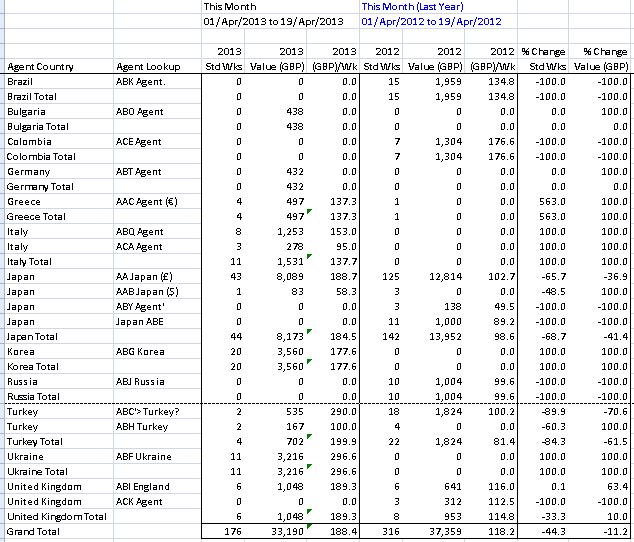 This Month This Month (Last Year)
01/Apr/2013 to 19/Apr/2013 01/Apr/2012 to 19/Apr/2012
2013 2013 2013 2012 2012 2012 % Change % Change
Agent Country Agent Lookup Std Wks Value (GBP) (GBP)/Wk Std Wks Value (GBP) (GBP)/Wk Std Wks Value (GBP)
Brazil ABK Agent. 0 0 0.0 15 1,959 134.8 -100.0 -100.0
Brazil Total 0 0 0.0 15 1,959 134.8 -100.0 -100.0
Bulgaria ABO Agent 0 438 0.0 0 0 0.0 0.0 100.0
Bulgaria Total 0 438 0.0 0 0 0.0 0.0 100.0
Colombia ACE Agent 0 0 0.0 7 1,304 176.6 -100.0 -100.0
Colombia Total 0 0 0.0 7 1,304 176.6 -100.0 -100.0
Germany ABT Agent 0 432 0.0 0 0 0.0 0.0 100.0
Germany Total 0 432 0.0 0 0 0.0 0.0 100.0
Greece AAC Agent (€) 4 497 137.3 1 0 0.0 563.0 100.0
Greece Total 4 497 137.3 1 0 0.0 563.0 100.0
Italy ABQ Agent 8 1,253 153.0 0 0 0.0 100.0 100.0
Italy ACA Agent 3 278 95.0 0 0 0.0 100.0 100.0
Italy Total 11 1,531 137.7 0 0 0.0 100.0 100.0
Japan AA Japan (£) 43 8,089 188.7 125 12,814 102.7 -65.7 -36.9
Japan AAB Japan ($) 1 83 58.3 3 0 0.0 -48.5 100.0
Japan ABY Agent' 0 0 0.0 3 138 49.5 -100.0 -100.0
Japan Japan ABE 0 0 0.0 11 1,000 89.2 -100.0 -100.0
Japan Total 44 8,173 184.5 142 13,952 98.6 -68.7 -41.4
Korea ABG Korea 20 3,560 177.6 0 0 0.0 100.0 100.0
Korea Total 20 3,560 177.6 0 0 0.0 100.0 100.0
Russia ABJ Russia 0 0 0.0 10 1,004 99.6 -100.0 -100.0
Russia Total 0 0 0.0 10 1,004 99.6 -100.0 -100.0
Turkey ABC'>Turkey? 2 535 290.0 18 1,824 100.2 -89.9 -70.6
Turkey ABH Turkey 2 167 100.0 4 0 0.0 -60.3 100.0
Turkey Total 4 702 199.9 22 1,824 81.4 -84.3 -61.5
Ukraine ABF Ukraine 11 3,216 296.6 0 0 0.0 100.0 100.0
Ukraine Total 11 3,216 296.6 0 0 0.0 100.0 100.0
United Kingdom ABI England 6 1,048 189.3 6 641 116.0 0.1 63.4
United Kingdom ACK Agent 0 0 0.0 3 312 112.5 -100.0 -100.0
United Kingdom Total 6 1,048 189.3 8 953 114.8 -33.3 10.0
Grand Total 176 33,190 188.4 316 37,359 118.2 -44.3 -11.2